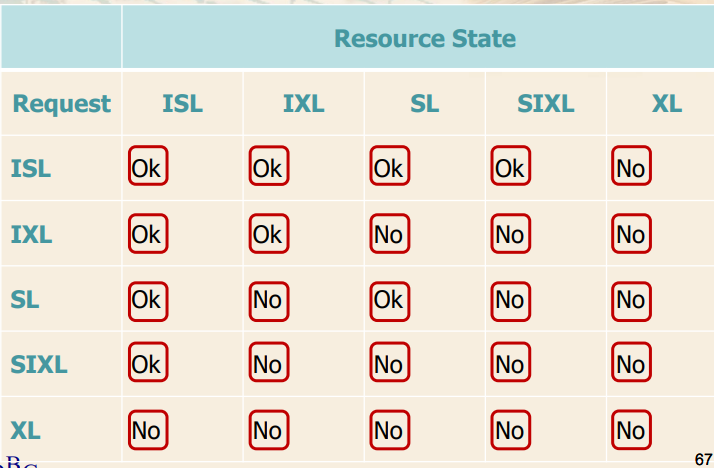 Resource State
Request ISL IXL SL SIXL XL
ISL Ok Ok Ok Ok No
IXL Ok Ok No No No
SL Ok No Ok No No
SIXL Ok No No No No
XL No No No No No
67